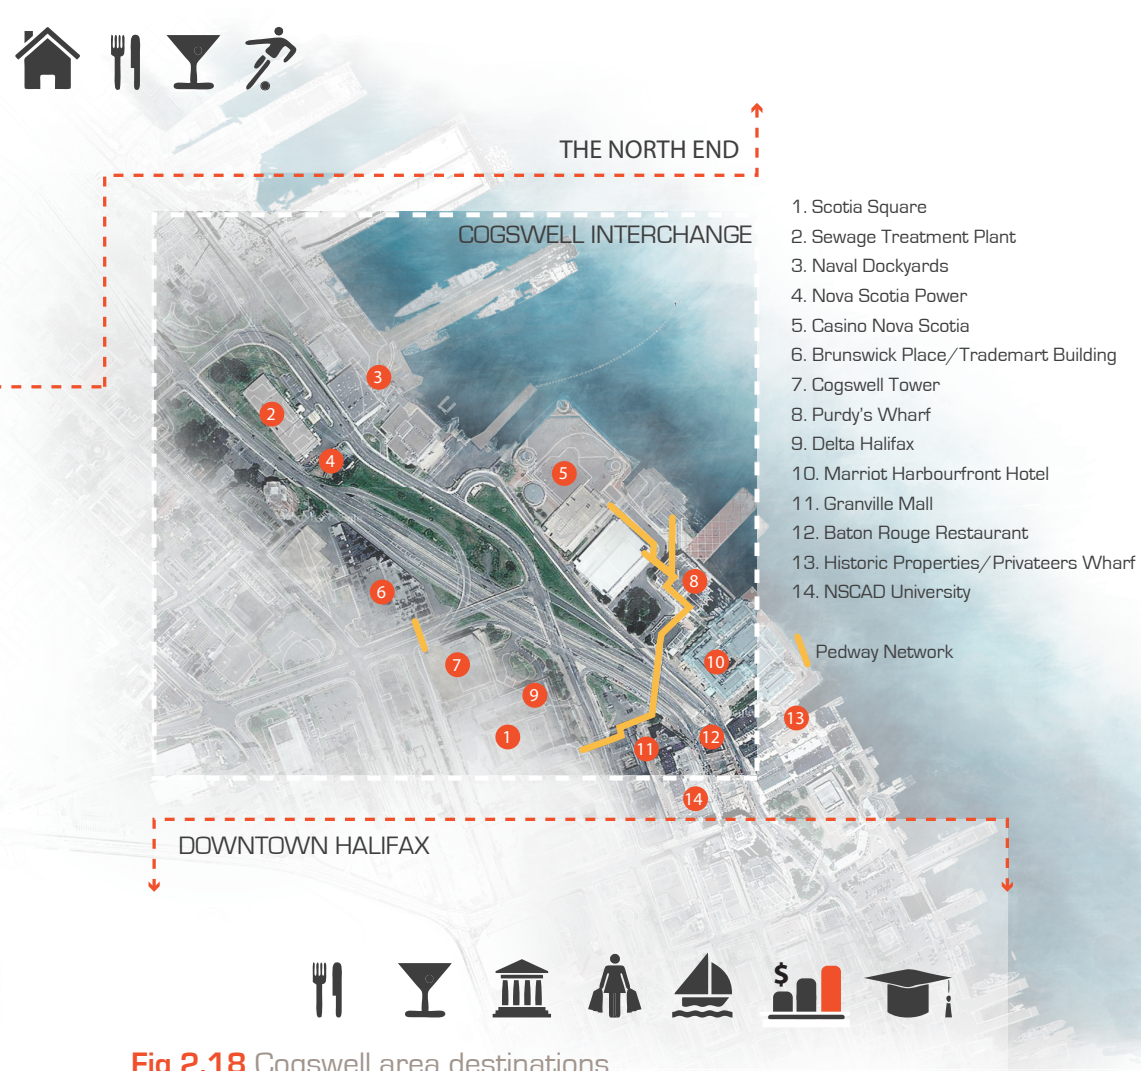 THE NORTH END
COGSWELL INTERCHANGE
1. Scotia Square
2. Sewage Treatment Plant
3. Naval Dockyards
4. Nova Scotia Power
5. Casino Nova Scotia
6. Brunswick Place/Trademart Building
7. Cogswell Tower
8. Purdy's Wharf
9. Delta Halifax
10. Marriot Harbourfront Hotel
11. Granville Mall
12. Baton Rouge Restaurant
13. Historic Properties/Privateers Wharf
14. NSCAD University
Pedway Network
3
2
4
5
8
6
7
10
9
13
1
12
11
14
DOWNTOWN HALIFAX
$
Fig 2.18 Cogswell area destinations